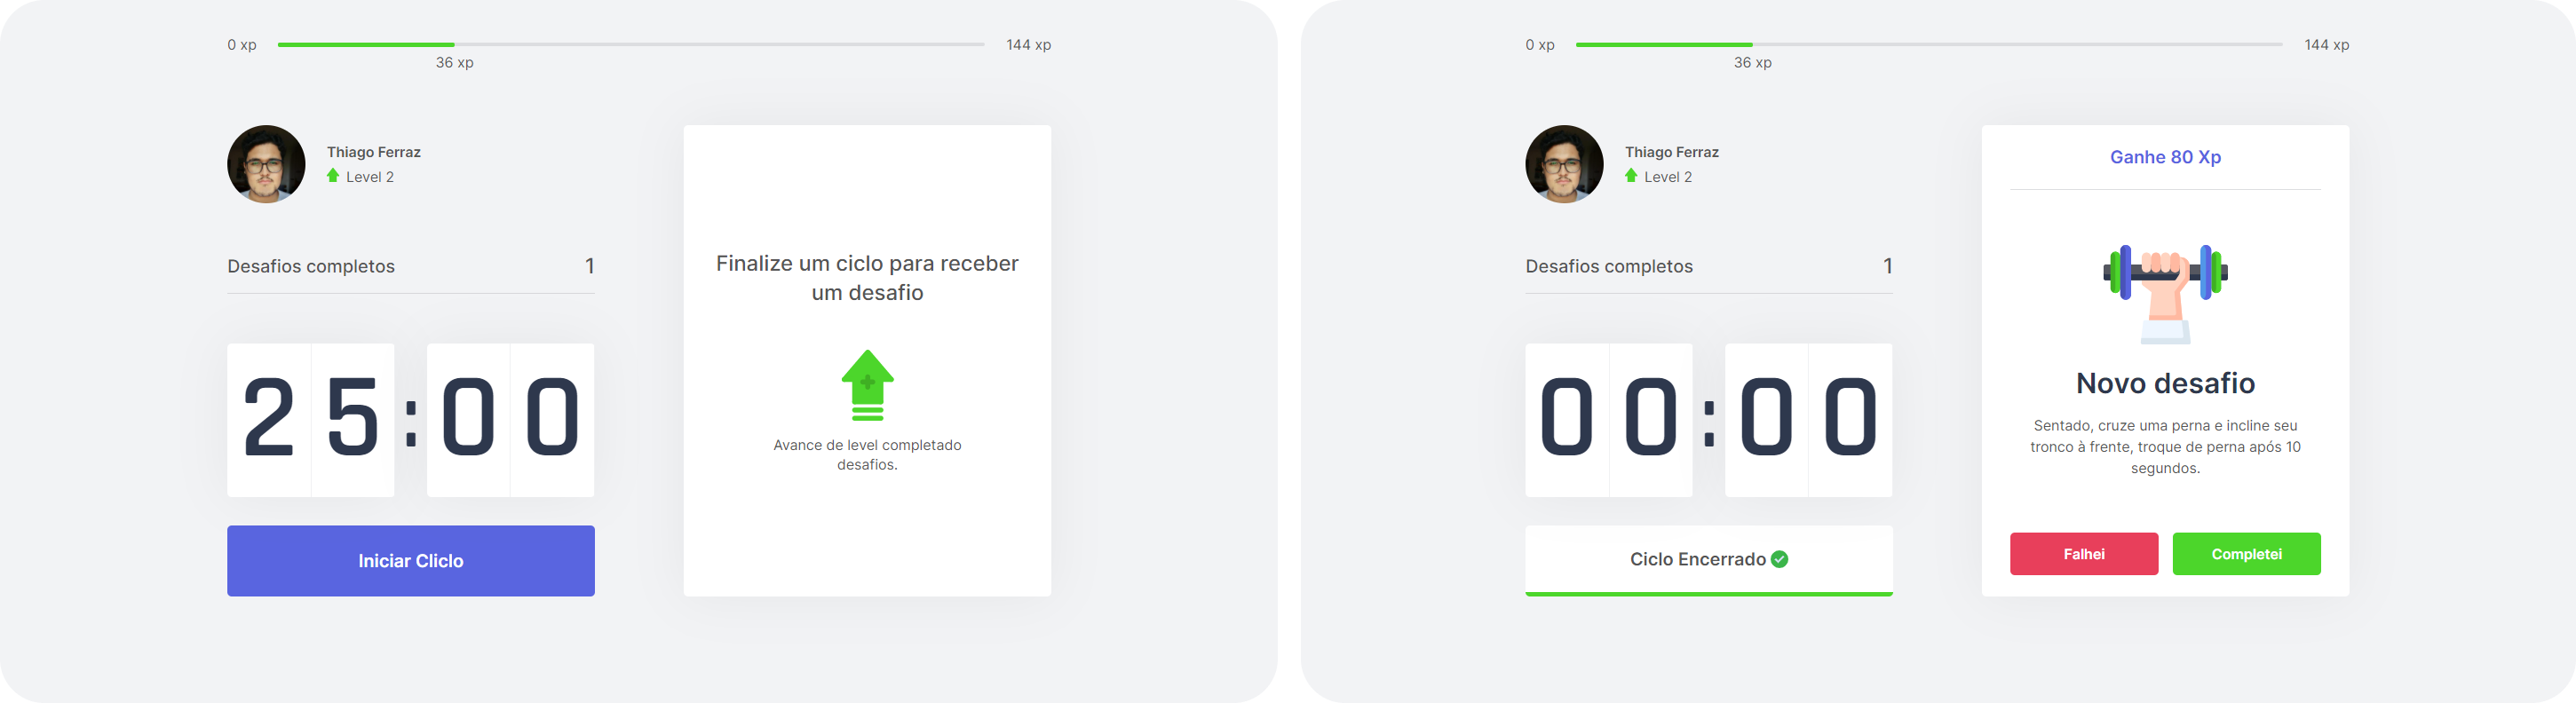 0 xp
144 xp
36 xp
Thiago Ferraz
Level 2
Desafios completos 1
25:00
Iniciar Cliclo
Finalize um ciclo para receber
um desafio
Avance de level completado
desafios.
0 xp
144 xp
36 xp
Thiago Ferraz
Level 2
Desafios completos 1
00:00
Ciclo Encerrado
Ganhe 80 Xp
Novo desafio
Sentado, cruze uma perna e incline seu
tronco à frente, troque de perna após 10
segundos.
Falhei
Completei